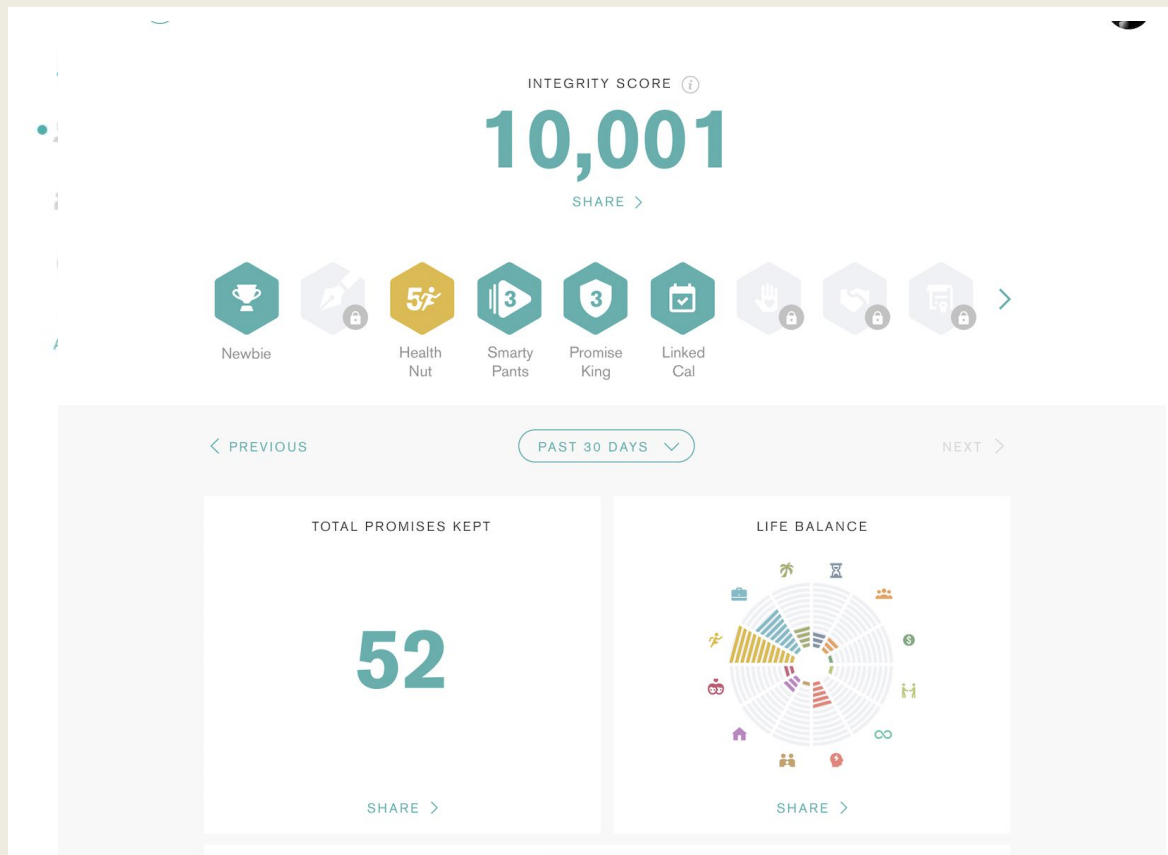 INTEGRITY SCORE i
10,001
SHARE >
5 3 3
Newbie Health Nut Smarty Pants Promise King Linked Cal
< PREVIOUS PAST 30 DAYS NEXT >
TOTAL PROMISES KEPT
52
SHARE >
LIFE BALANCE
$
SHARE >